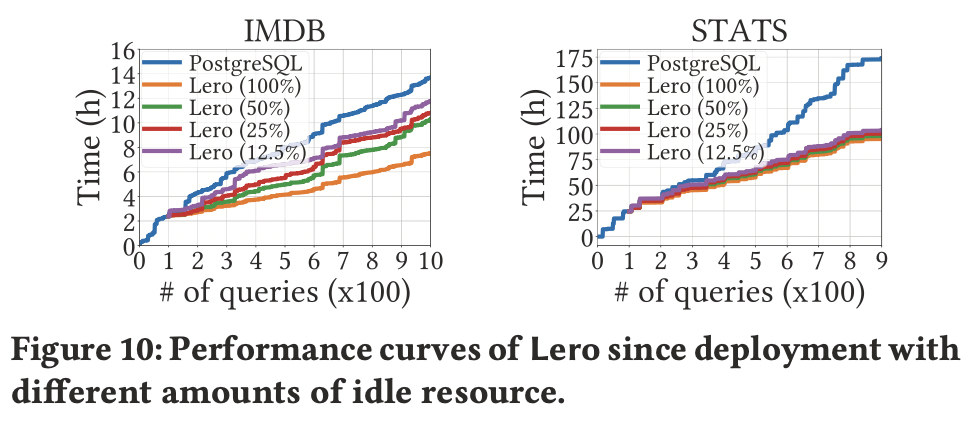 IMDB
16
14
12
10
8
6
4
2
0
Time (h)
PostgreSQL
Lero (100%)
Lero (50%)
Lero (25%)
Lero (12.5%)
0 1 2 3 4 5 6 7 8 9 10
# of queries (x100)
STATS
175
150
125
100
75
50
25
0
Time (h)
PostgreSQL
Lero (100%)
Lero (50%)
Lero (25%)
Lero (12.5%)
0 1 2 3 4 5 6 7 8 9
# of queries (x100)
Figure 10: Performance curves of Lero since deployment with
different amounts of idle resource.